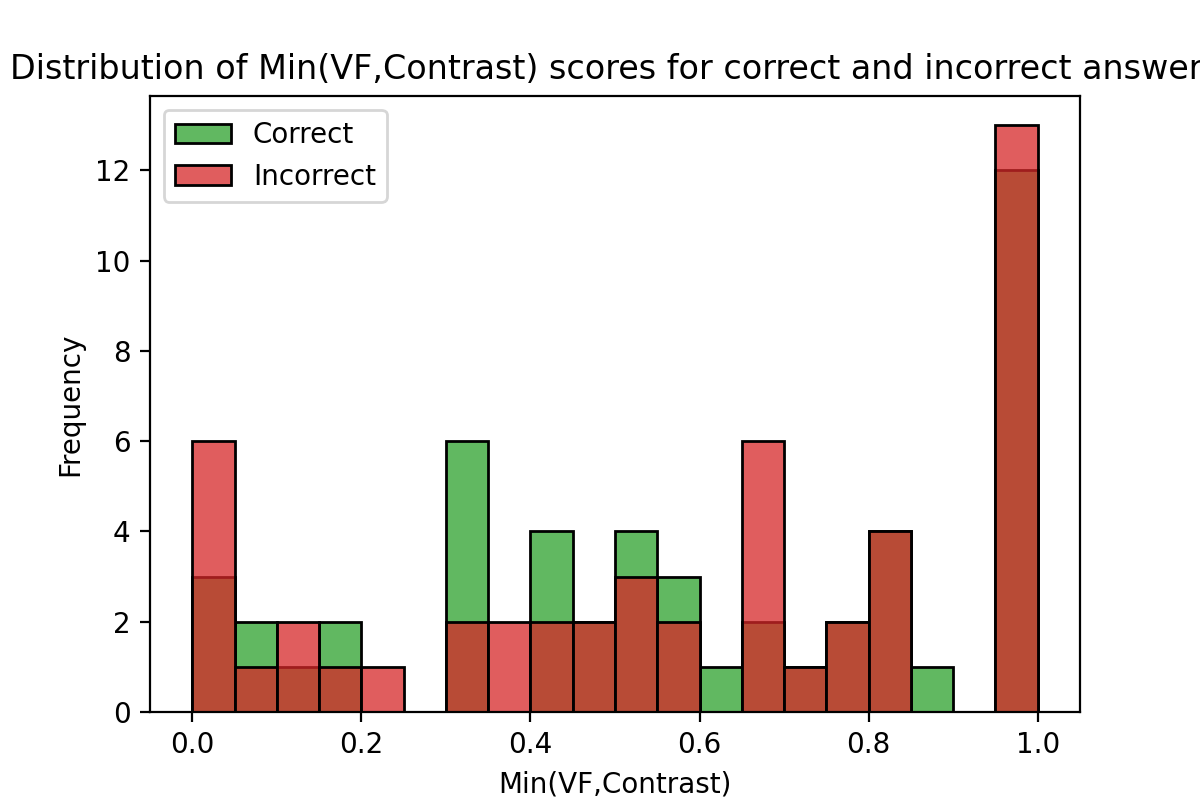 Distribution of Min(VF,Contrast) scores for correct and incorrect answer
Correct
Incorrect
12
10
8
6
4
2
0
Frequency
0.0 0.2 0.4 0.6 0.8 1.0
Min(VF,Contrast)